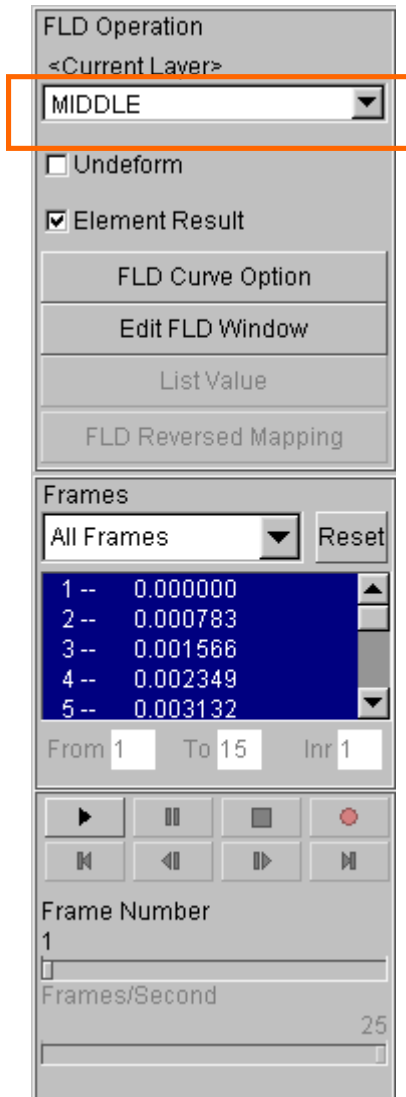 FLD Operation
<Current Layer>
MIDDLE
Undeform
Element Result
FLD Curve Option
Edit FLD Window
List Value
FLD Reversed Mapping
Frames
All Frames Reset
1 -- 0.000000
2 -- 0.000783
3 -- 0.001566
4 -- 0.002349
5 -- 0.003132
From 1 To 15 Inr 1
Frame Number
1
Frames/Second
25